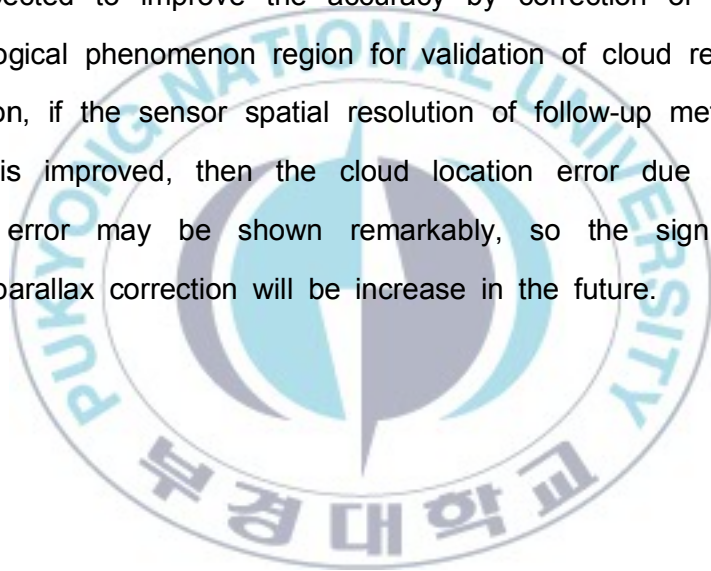 ected to improve the accuracy by correction of
ogical phenomenon region for validation of cloud re
on, if the sensor spatial resolution of follow-up met
is improved, then the cloud location error due
error may be shown remarkably, so the sign
parallax correction will be increase in the future.
PUKYONG NATIONAL UNIVERSITY
부경대학교